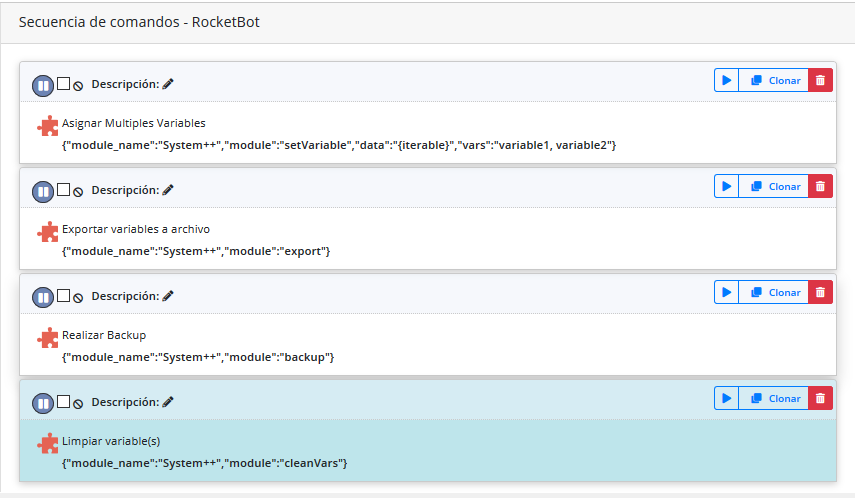 Secuencia de comandos - RocketBot
Descripción:
Clonar
Asignar Multiples Variables
{"module_name":"System++","module":"setVariable","data":"{iterable}","vars":"variable1, variable2"}
Descripción:
Clonar
Exportar variables a archivo
{"module_name":"System++","module":"export"}
Descripción:
Clonar
Realizar Backup
{"module_name":"System++","module":"backup"}
Descripción:
Clonar
Limpiar variable(s)
{"module_name":"System++","module":"cleanVars"}